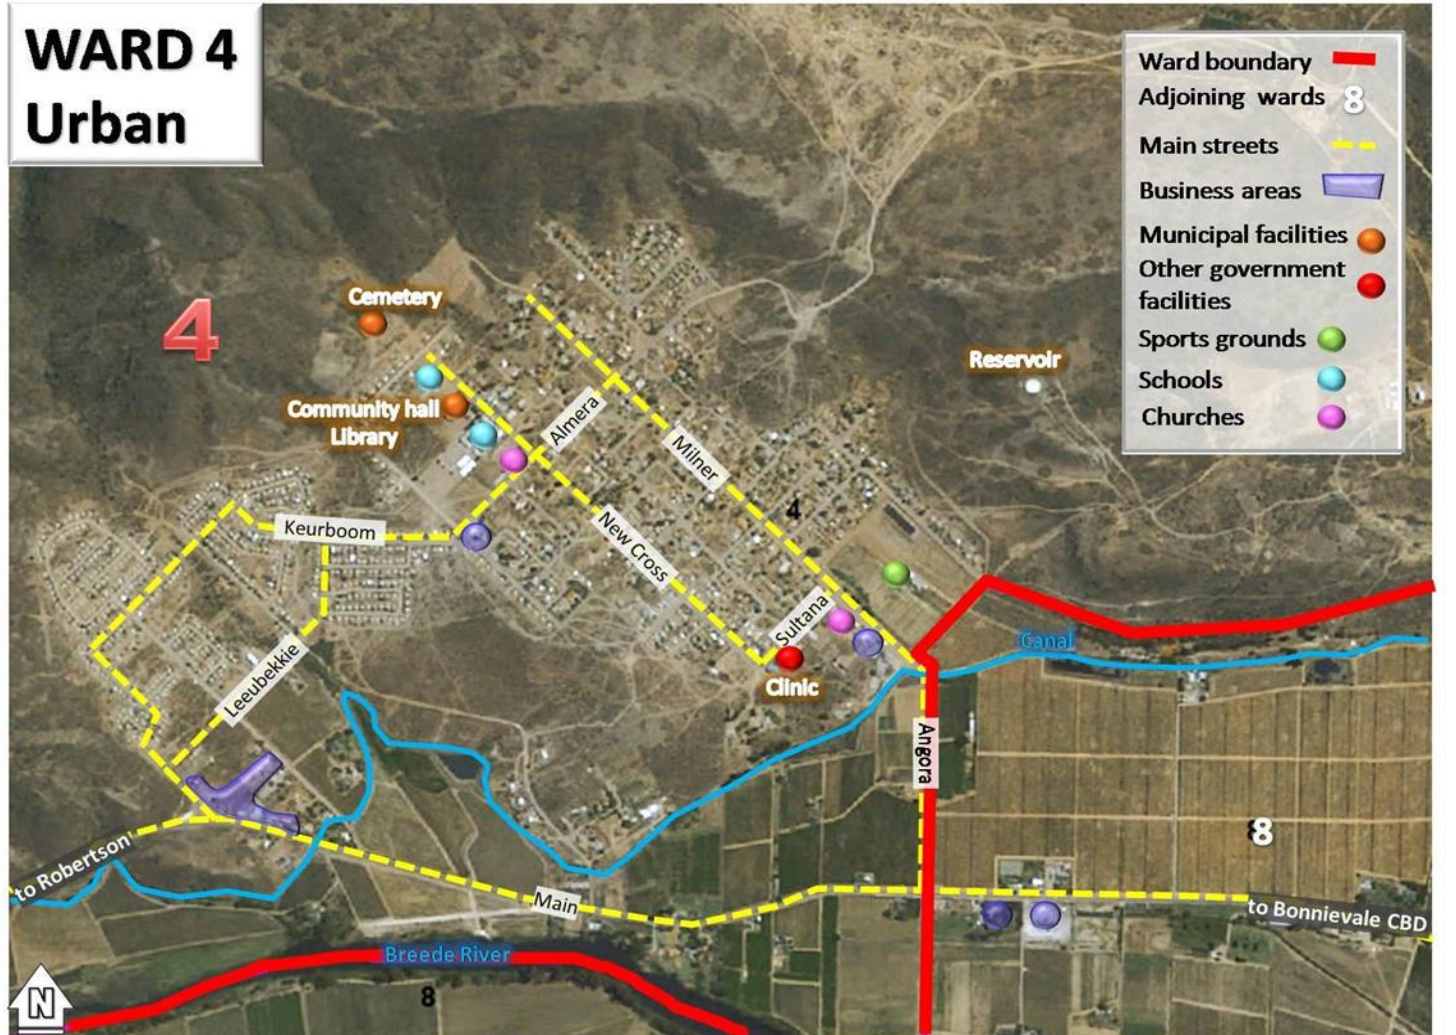 WARD 4
Urban
Ward boundary
Adjoining wards 8
Main streets
Business areas
Municipal facilities
Other government
facilities
Sports grounds
Schools
Churches
Cemetery
4
Reservoir
Community hall
Library
Almera
Milner
4
Keurboom
New Cross
Sultana
Clinic
Canal
Leeubekkie
Angora
8
to Robertson
Main
to Bonnievale CBD
Breede River
8
N